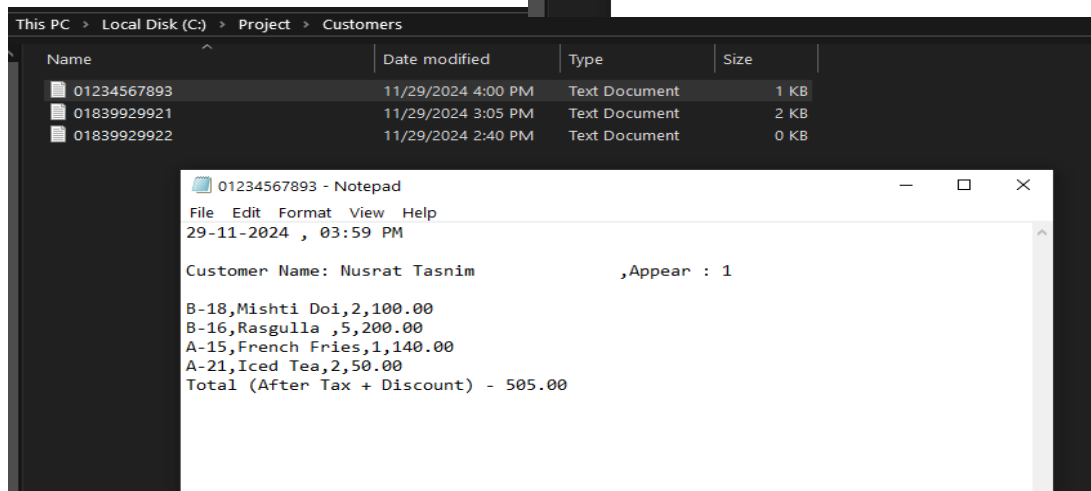 This PC > Local Disk (C:) > Project > Customers
Name Date modified Type Size
01234567893 11/29/2024 4:00 PM Text Document 1 KB
01839929921 11/29/2024 3:05 PM Text Document 2 KB
01839929922 11/29/2024 2:40 PM Text Document 0 KB
01234567893 - Notepad
File Edit Format View Help
29-11-2024 , 03:59 PM
Customer Name: Nusrat Tasnim ,Appear : 1
B-18,Mishti Doi,2,100.00
B-16,Rasgulla ,5,200.00
A-15,French Fries,1,140.00
A-21,Iced Tea,2,50.00
Total (After Tax + Discount) - 505.00